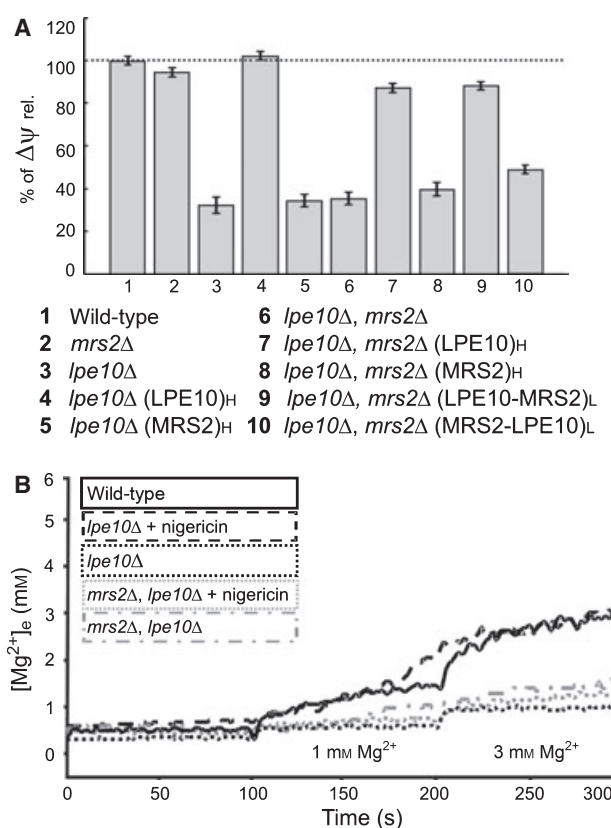 A
120
100
80
60
40
20
0
% of Δψ rel.
1 2 3 4 5 6 7 8 9 10
1 Wild-type
2 mrs2Δ
3 lpe10Δ
4 lpe10Δ (LPE10)H
5 lpe10Δ (MRS2)H
6 lpe10Δ, mrs2Δ
7 lpe10Δ, mrs2Δ (LPE10)H
8 lpe10Δ, mrs2Δ (MRS2)H
9 lpe10Δ, mrs2Δ (LPE10-MRS2)L
10 lpe10Δ, mrs2Δ (MRS2-LPE10)L
B
6
5
4
3
2
1
0
[Mg2+]e (mM)
Wild-type
lpe10Δ + nigericin
lpe10Δ
mrs2Δ, lpe10Δ + nigericin
mrs2Δ, lpe10Δ
1 mM Mg2+
3 mM Mg2+
0 50 100 150 200 250 300
Time (s)